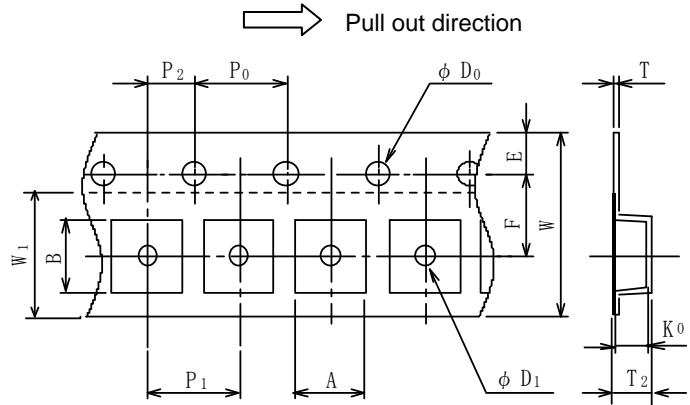 Pull out direction
P2 P0 φ D0 T
E
F
W
W1
B
K0
P1 A φ D1 T2